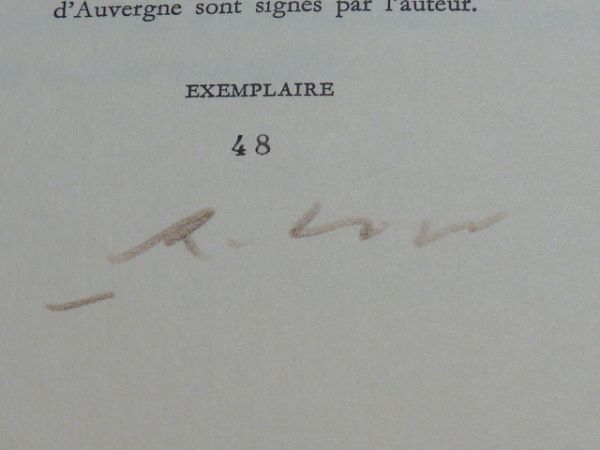 d'Auvergne sont signés par l'auteur.
EXEMPLAIRE
48